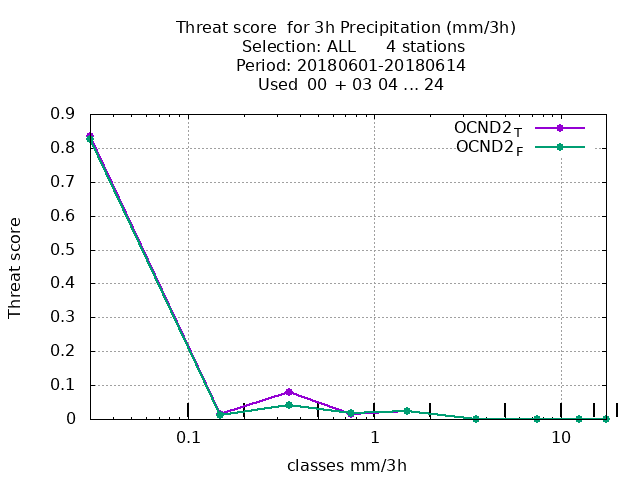 Threat score  for 3h Precipitation (mm/3h)
Selection: ALL      4 stations
Period: 20180601-20180614
Used  00  + 03 04 ... 24
OCND2T
OCND2F
0.9
0.8
0.7
0.6
0.5
0.4
0.3
0.2
0.1
0
Threat score
0.1 1 10
classes mm/3h